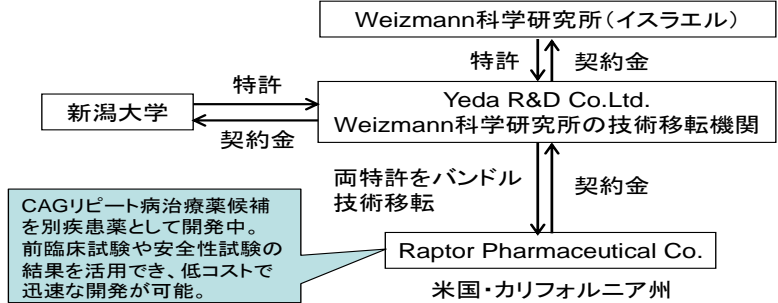 Weizmann科学研究所(イスラエル)
特許
契約金
特許
新潟大学
契約金
Yeda R&D Co.Ltd.
Weizmann科学研究所の技術移転機関
両特許をバンドル
技術移転
契約金
CAGリピート病治療薬候補
を別疾患薬として開発中。
前臨床試験や安全性試験の
結果を活用でき、低コストで
迅速な開発が可能。
Raptor Pharmaceutical Co.
米国・カリフォルニア州